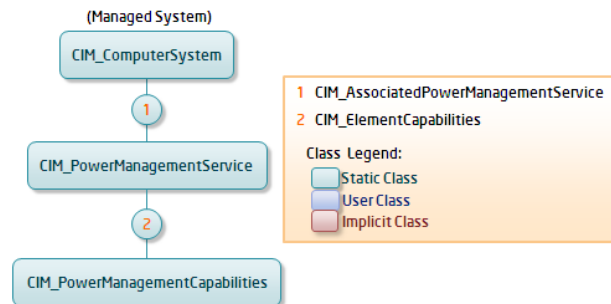 (Managed System)
CIM_ComputerSystem
1
CIM_PowerManagementService
2
CIM_PowerManagementCapabilities
1 CIM_AssociatedPowerManagementService
2 CIM_ElementCapabilities
Class Legend:
Static Class
User Class
Implicit Class